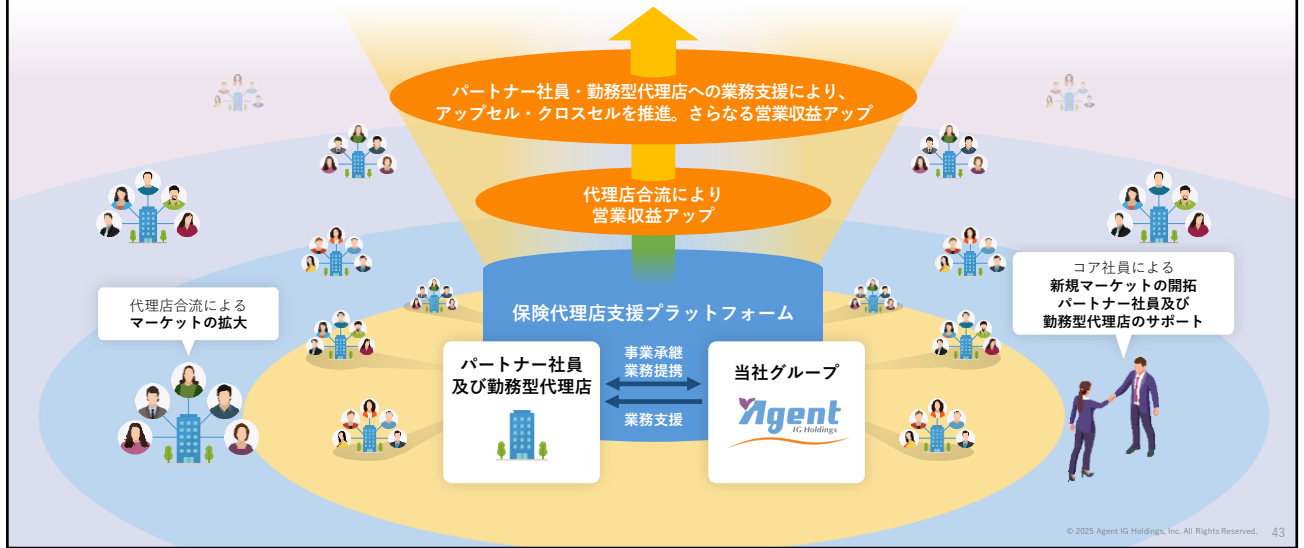 パートナー社員・勤務型代理店への業務支援により、
アップセル・クロスセルを推進。さらなる営業収益アップ
代理店合流により
営業収益アップ
代理店合流による
マーケットの拡大
コア社員による
新規マーケットの開拓
パートナー社員及び
勤務型代理店のサポート
保険代理店支援プラットフォーム
パートナー社員
及び勤務型代理店
事業承継
業務提携
業務支援
当社グループ
Agent
IG Holdings
© 2025 Agent IG Holdings, Inc. All Rights Reserved.
43